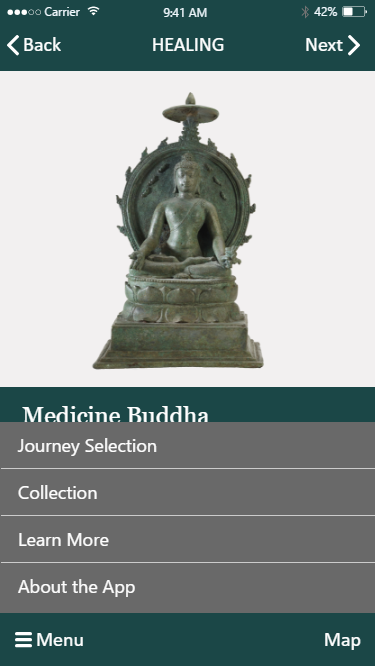 Carrier 9:41 AM 42%
Back HEALING Next
Medicine Buddha
Journey Selection
Collection
Learn More
About the App
Menu Map